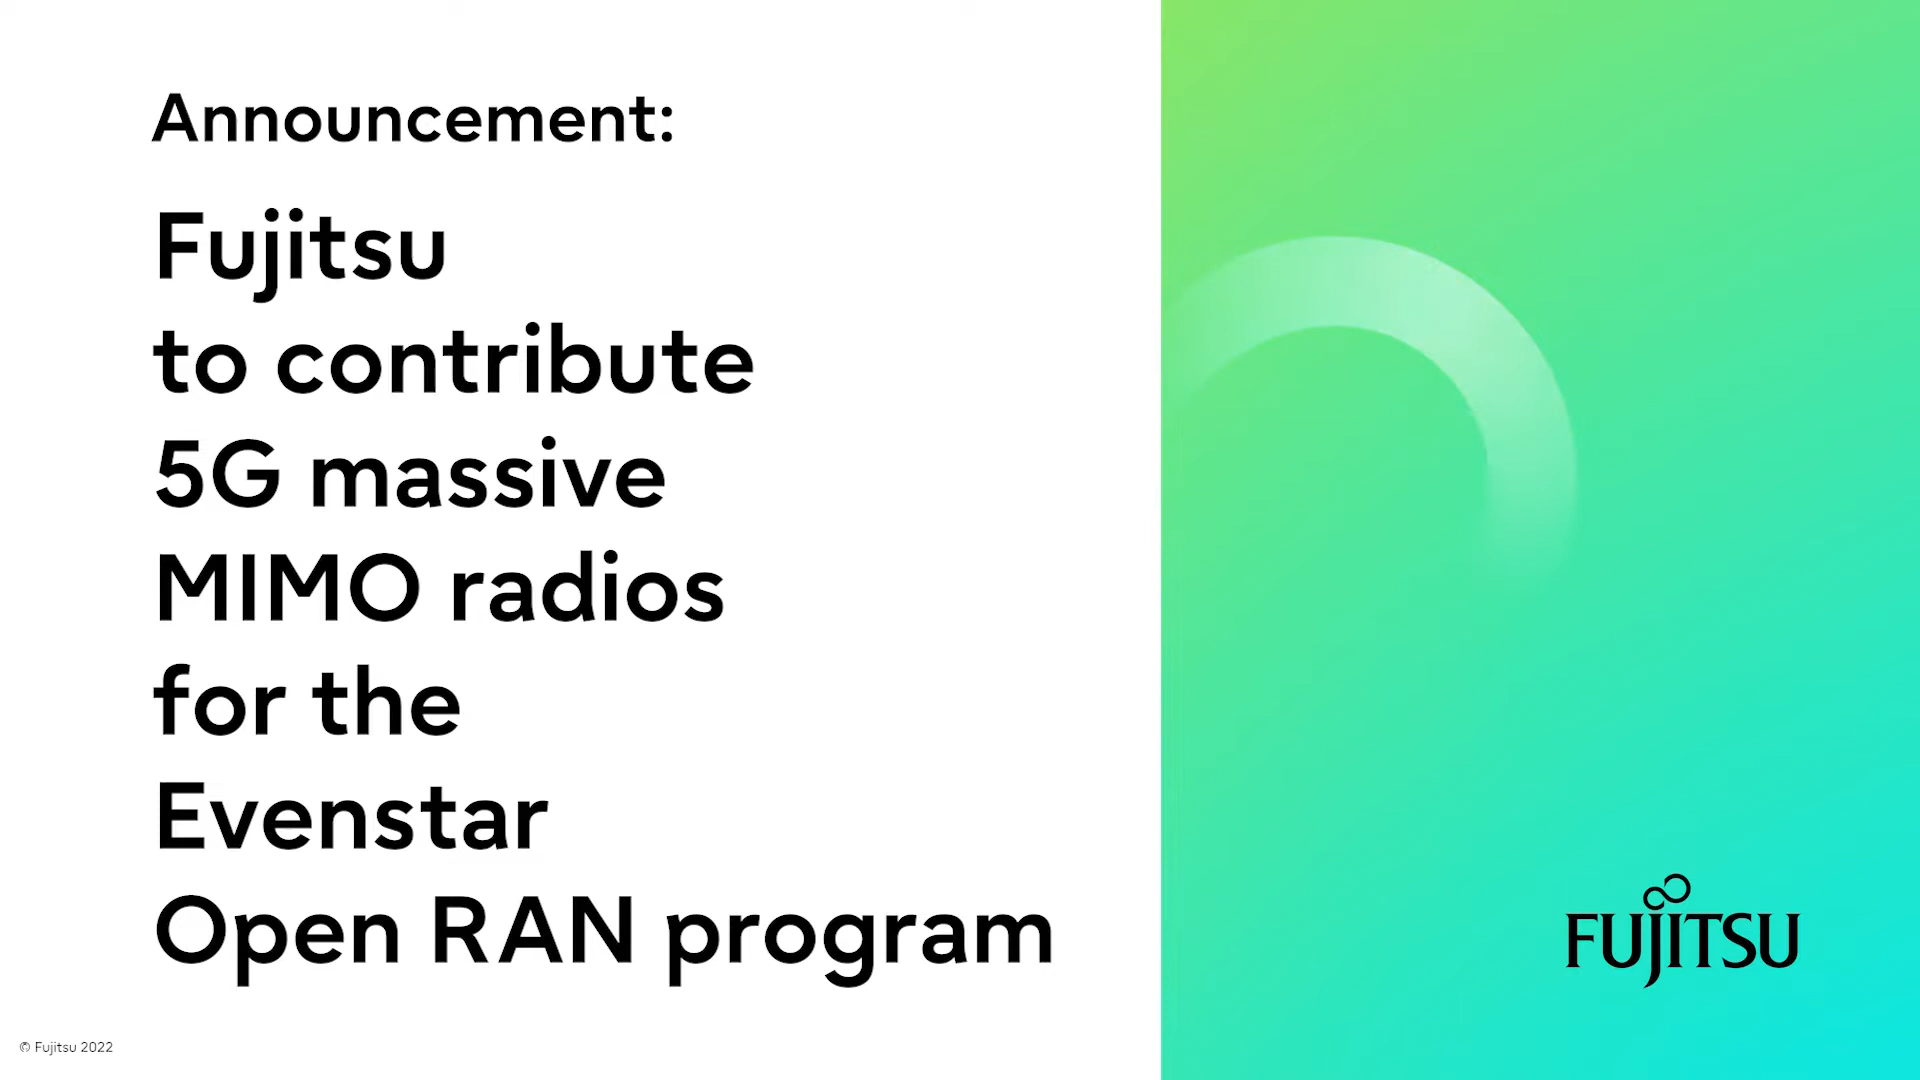 Announcement:
Fujitsu
to contribute
5G massive
MIMO radios
for the
Evenstar
Open RAN program
FUJITSU
© Fujitsu 2022